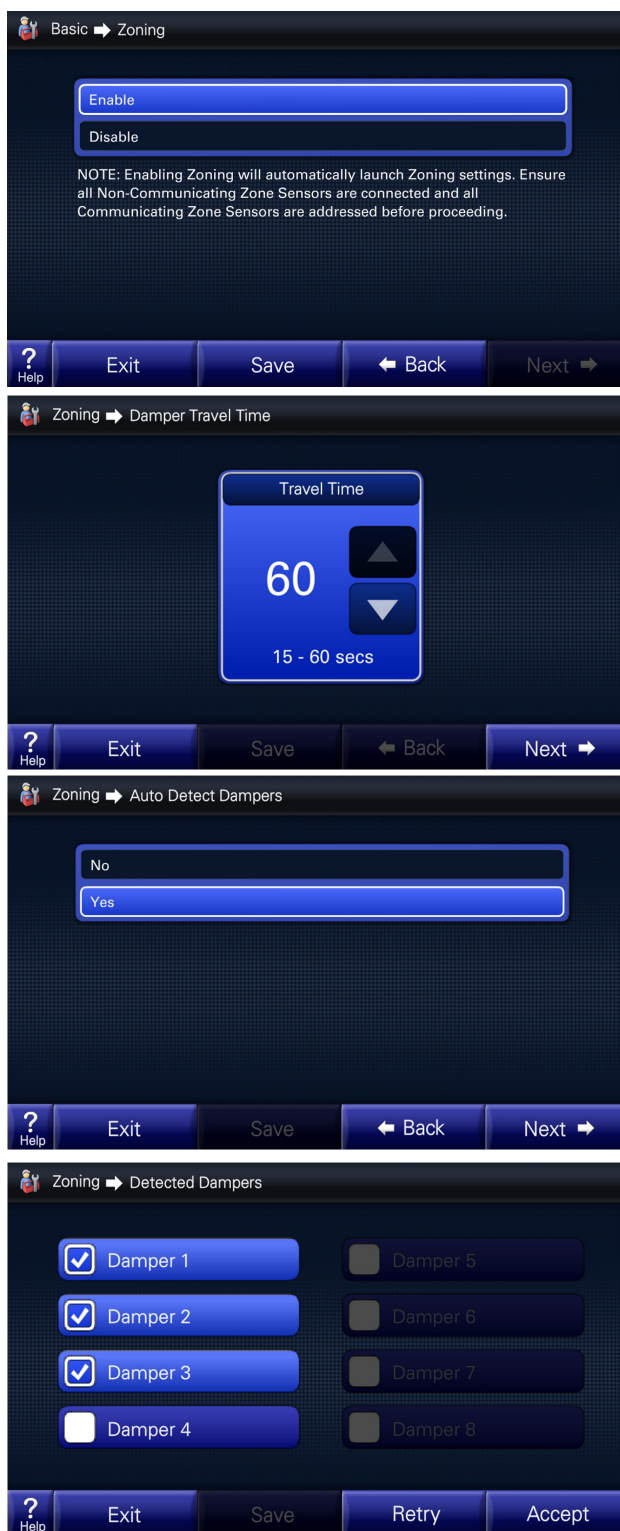 Basic ➡ Zoning
Enable
Disable
NOTE: Enabling Zoning will automatically launch Zoning settings. Ensure
all Non-Communicating Zone Sensors are connected and all
Communicating Zone Sensors are addressed before proceeding.
? Help Exit Save ⬅ Back Next ➡
Zoning ➡ Damper Travel Time
Travel Time
60
15 - 60 secs
? Help Exit Save ⬅ Back Next ➡
Zoning ➡ Auto Detect Dampers
No
Yes
? Help Exit Save ⬅ Back Next ➡
Zoning ➡ Detected Dampers
Damper 1 Damper 5
Damper 2 Damper 6
Damper 3 Damper 7
Damper 4 Damper 8
? Help Exit Save Retry Accept